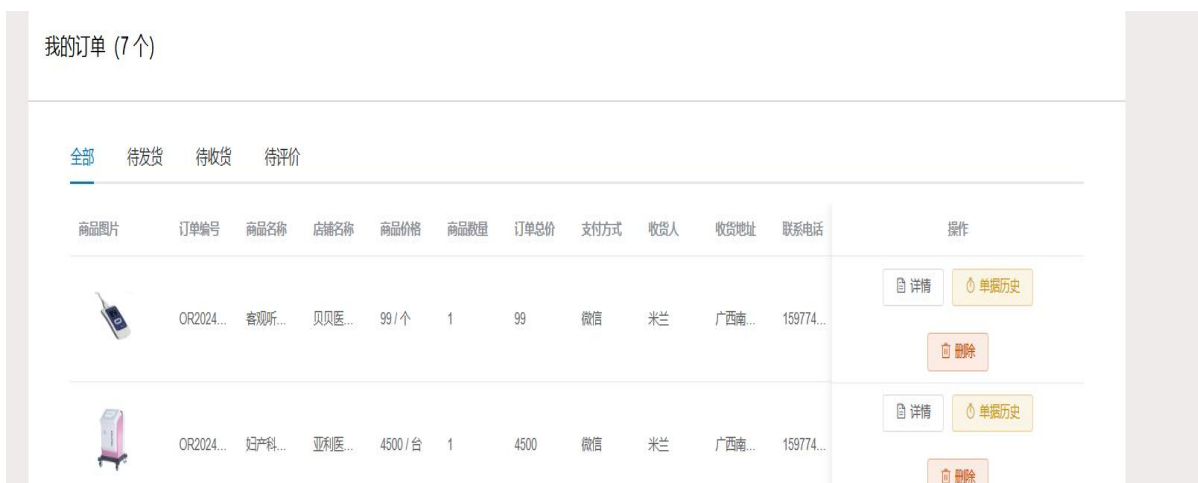 我的订单 (7 个)
全部 待发货 待收货 待评价
商品图片 订单编号 商品名称 店铺名称 商品价格 商品数量 订单总价 支付方式 收货人 收货地址 联系电话 操作
详情 单据历史
OR2024... 客观听... 贝贝医... 99 / 个 1 99 微信 米兰 广西南... 159774...
删除
详情 单据历史
OR2024... 妇产科... 亚利医... 4500 / 台 1 4500 微信 米兰 广西南... 159774...
删除